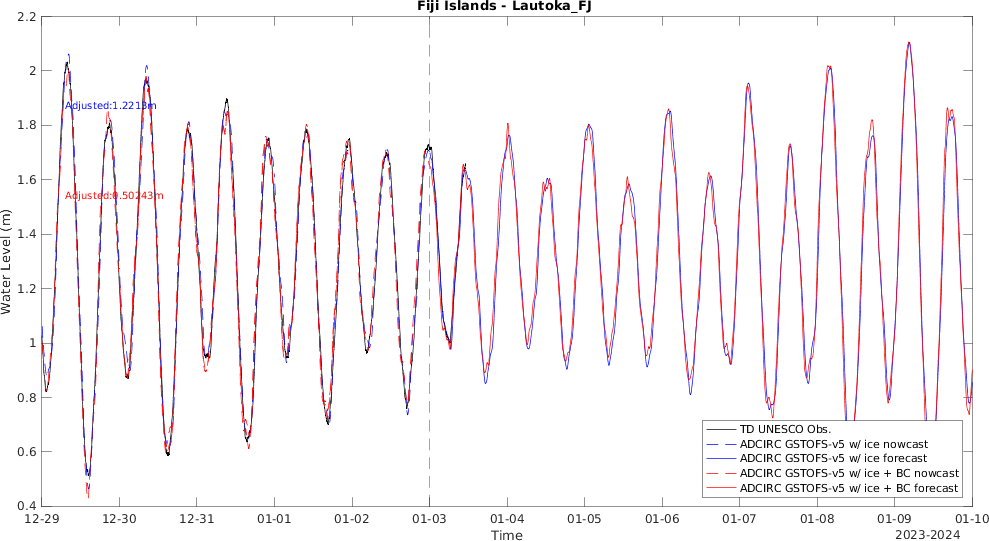 Fiji Islands - Lautoka_FJ
2.2
2
1.8
1.6
1.4
1.2
1
0.8
0.6
0.4
Water Level (m)
Adjusted:1.2213m
Adjusted:0.50243m
TD UNESCO Obs.
ADCIRC GSTOFS-v5 w/ ice nowcast
ADCIRC GSTOFS-v5 w/ ice forecast
ADCIRC GSTOFS-v5 w/ ice + BC nowcast
ADCIRC GSTOFS-v5 w/ ice + BC forecast
12-29 12-30 12-31 01-01 01-02 01-03 01-04 01-05 01-06 01-07 01-08 01-09 01-10
Time
2023-2024